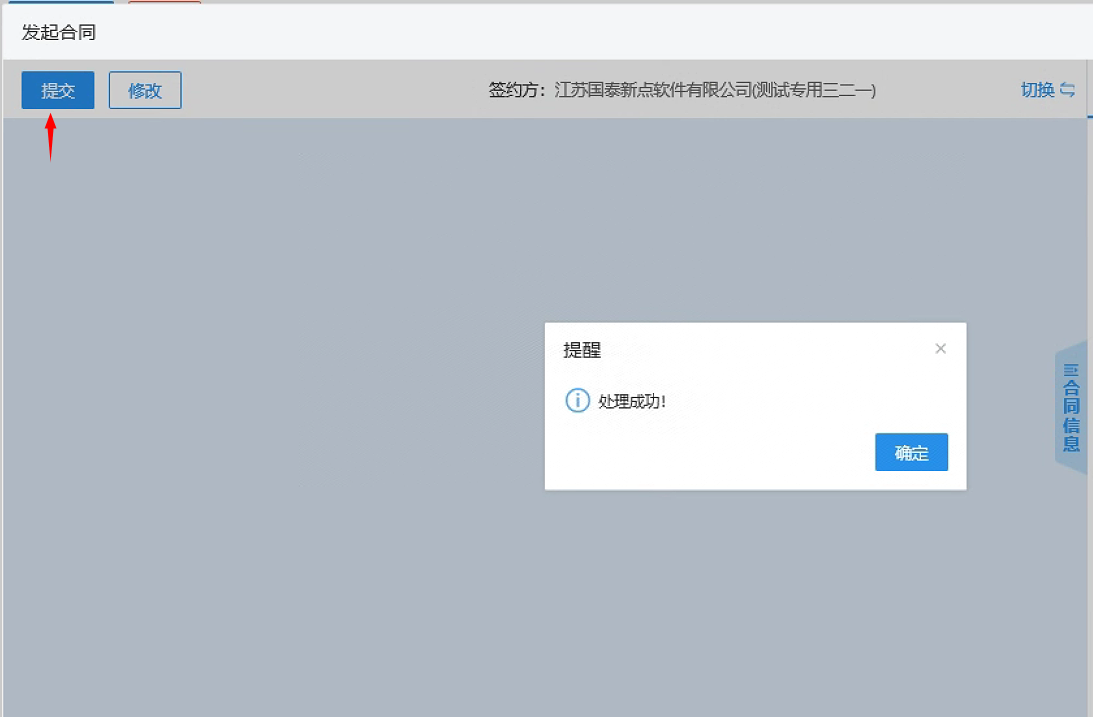 发起合同
提交 修改 签约方：江苏国泰新点软件有限公司(测试专用三二一) 切换
提醒
处理成功!
确定
合同信息